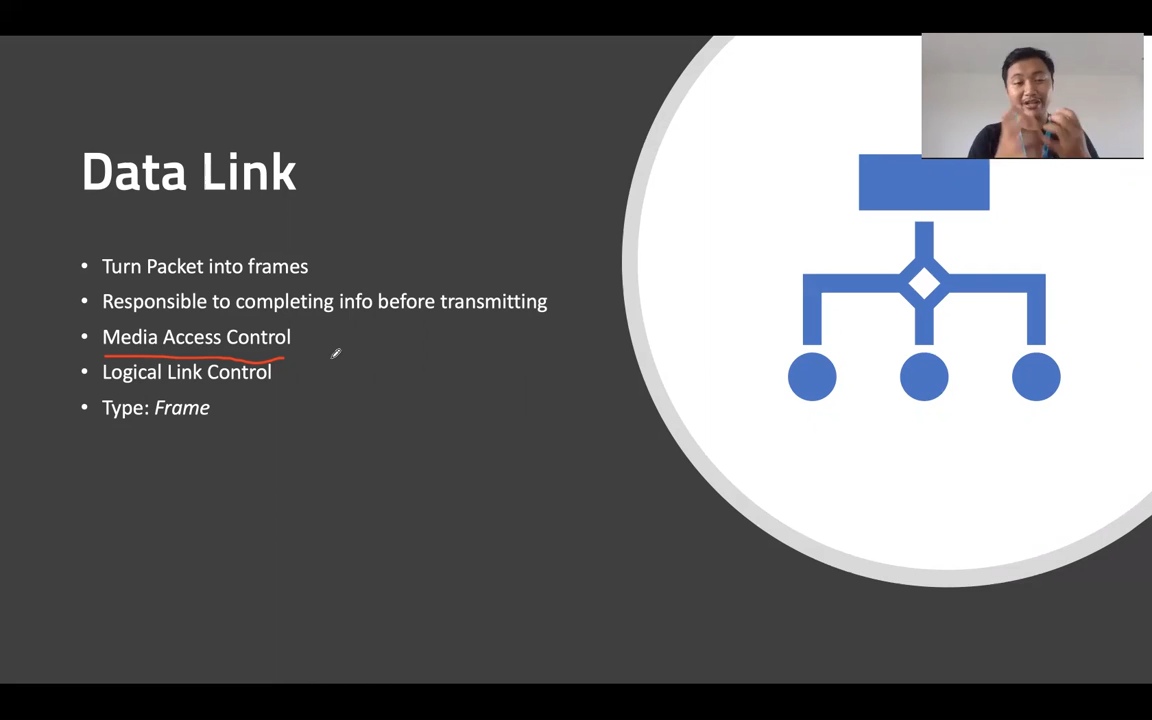 Data Link
• Turn Packet into frames
• Responsible to completing info before transmitting
• Media Access Control
• Logical Link Control
• Type: Frame